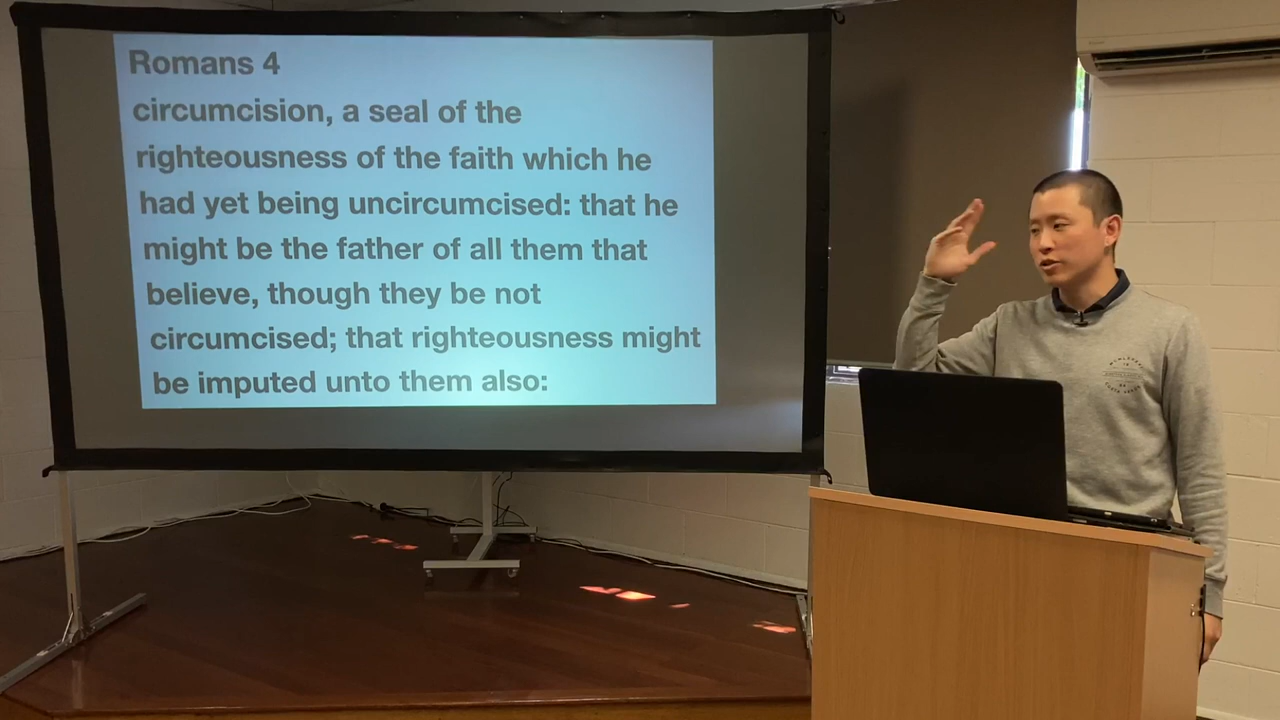 Romans 4
circumcision, a seal of the
righteousness of the faith which he
had yet being uncircumcised: that he
might be the father of all them that
believe, though they be not
circumcised; that righteousness might
be imputed unto them also: